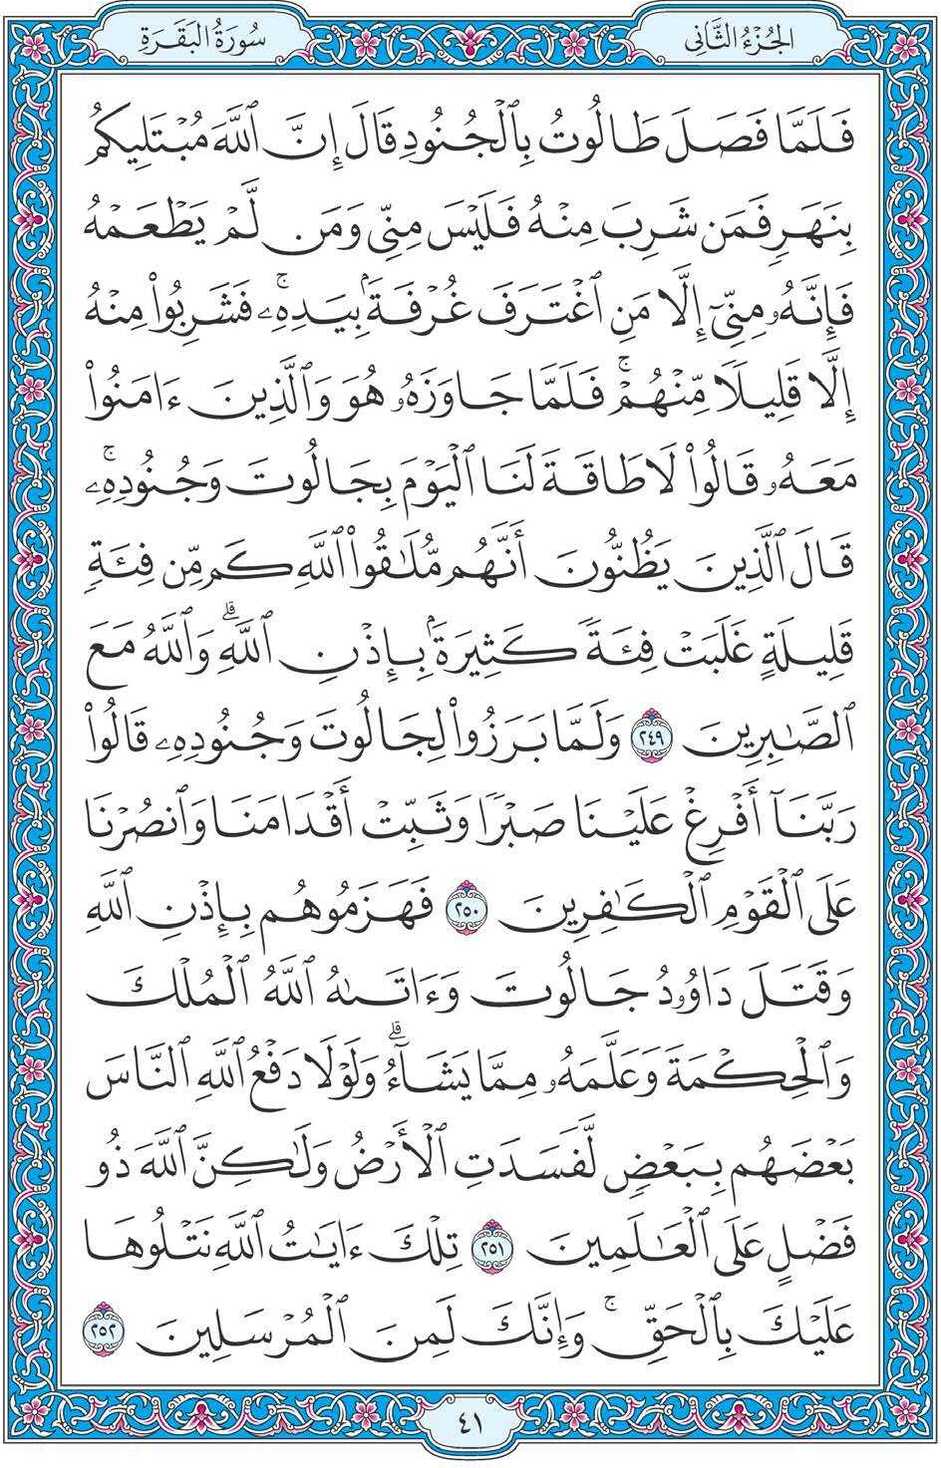 سُورَةُ البَقَرَةِ
الجُزْءُ الثَّانِي
فَلَمَّا فَصَلَ طَالُوتُ بِٱلْجُنُودِ قَالَ إِنَّ ٱللَّهَ مُبْتَلِيكُم
بِنَهَرٍ فَمَن شَرِبَ مِنْهُ فَلَيْسَ مِنِّى وَمَن لَّمْ يَطْعَمْهُ
فَإِنَّهُۥ مِنِّىٓ إِلَّا مَنِ ٱغْتَرَفَ غُرْفَةَۢ بِيَدِهِۦۚ فَشَرِبُوا۟ مِنْهُ
إِلَّا قَلِيلًا مِّنْهُمْۚ فَلَمَّا جَاوَزَهُۥ هُوَ وَٱلَّذِينَ ءَامَنُوا۟
مَعَهُۥ قَالُوا۟ لَا طَاقَةَ لَنَا ٱلْيَوْمَ بِجَالُوتَ وَجُنُودِهِۦۚ
قَالَ ٱلَّذِينَ يَظُنُّونَ أَنَّهُم مُّلَـٰقُوا۟ ٱللَّهِ كَم مِّن فِئَةٍ
قَلِيلَةٍ غَلَبَتْ فِئَةً كَثِيرَةَۢ بِإِذْنِ ٱللَّهِۗ وَٱللَّهُ مَعَ
ٱلصَّـٰبِرِينَ ٢٤٩ وَلَمَّا بَرَزُوا۟ لِجَالُوتَ وَجُنُودِهِۦ قَالُوا۟
رَبَّنَآ أَفْرِغْ عَلَيْنَا صَبْرًا وَثَبِّتْ أَقْدَامَنَا وَٱنصُرْنَا
عَلَى ٱلْقَوْمِ ٱلْكَـٰفِرِينَ ٢٥٠ فَهَزَمُوهُم بِإِذْنِ ٱللَّهِ
وَقَتَلَ دَاوُۥدُ جَالُوتَ وَءَاتَىٰهُ ٱللَّهُ ٱلْمُلْكَ
وَٱلْحِكْمَةَ وَعَلَّمَهُۥ مِمَّا يَشَآءُۗ وَلَوْلَا دَفْعُ ٱللَّهِ ٱلنَّاسَ
بَعْضَهُم بِبَعْضٍ لَّفَسَدَتِ ٱلْأَرْضُ وَلَـٰكِنَّ ٱللَّهَ ذُو
فَضْلٍ عَلَى ٱلْعَـٰلَمِينَ ٢٥١ تِلْكَ ءَايَـٰتُ ٱللَّهِ نَتْلُوهَا
عَلَيْكَ بِٱلْحَقِّۚ وَإِنَّكَ لَمِنَ ٱلْمُرْسَلِينَ ٢٥٢
٤١